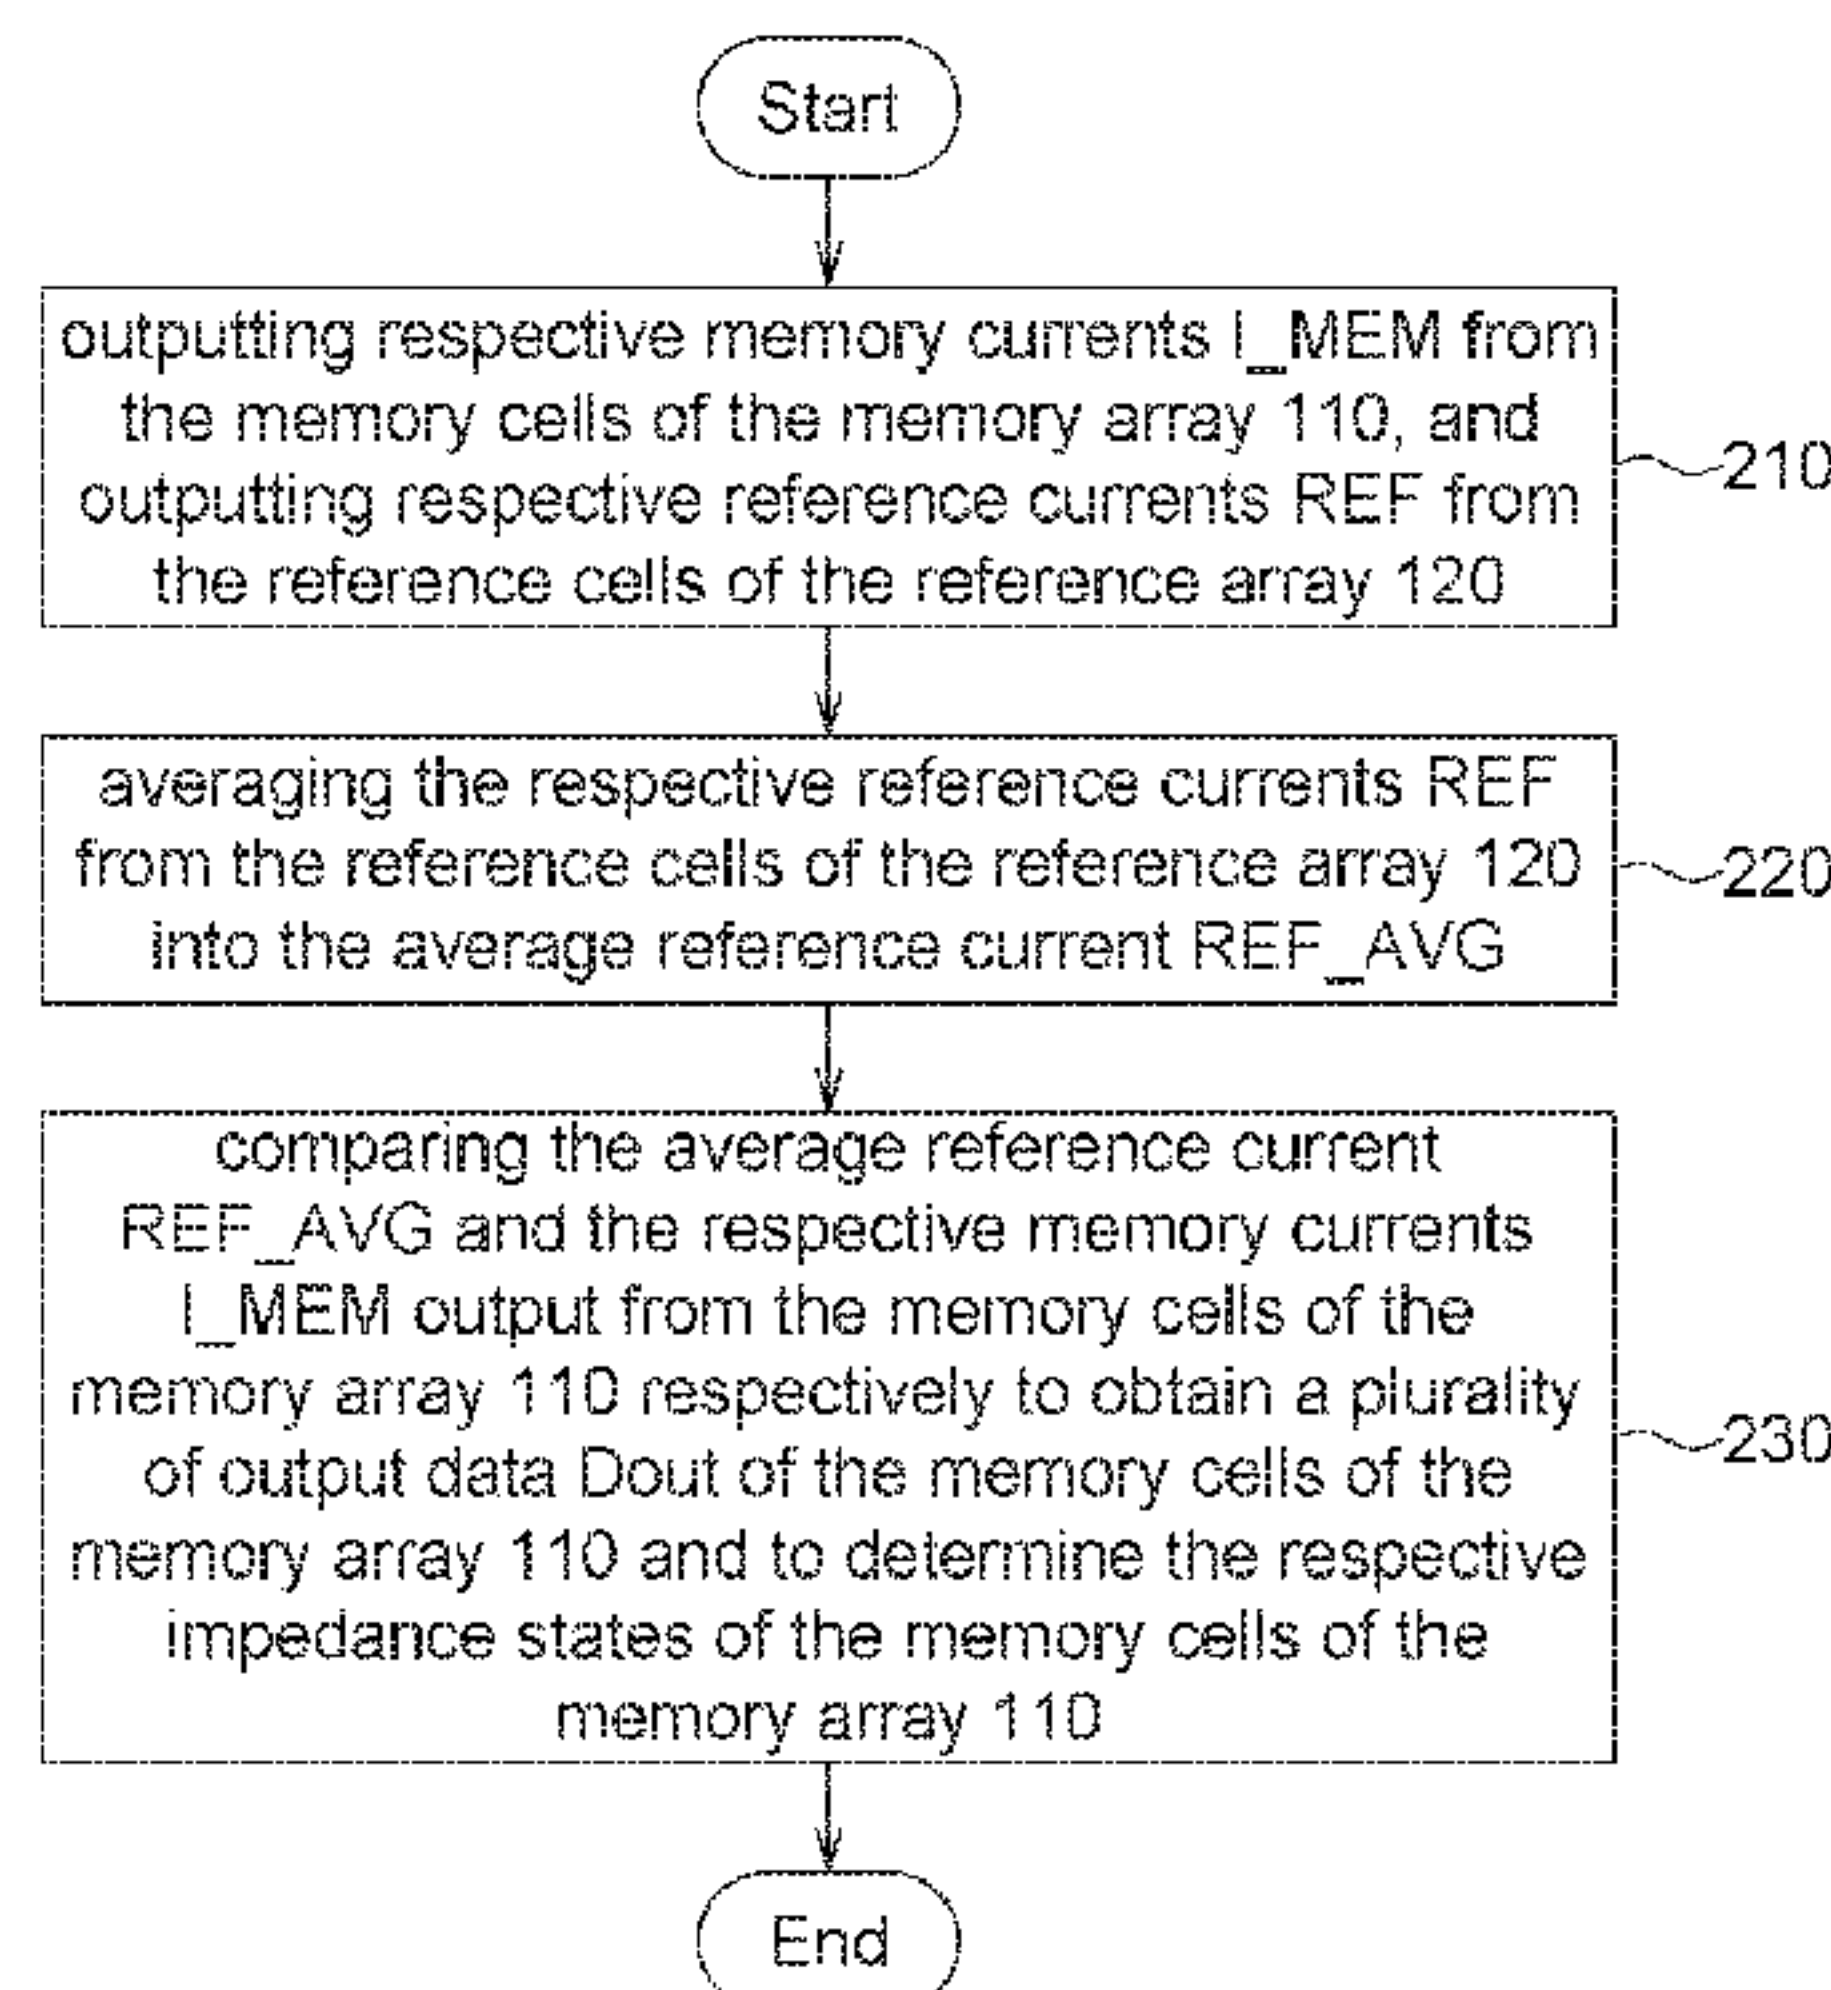 Start
outputting respective memory currents I_MEM from
the memory cells of the memory array 110, and
outputting respective reference currents REF from
the reference cells of the reference array 120
210
averaging the respective reference currents REF
from the reference cells of the reference array 120
into the average reference current REF_AVG
220
comparing the average reference current
REF_AVG and the respective memory currents
I_MEM output from the memory cells of the
memory array 110 respectively to obtain a plurality
of output data Dout of the memory cells of the
memory array 110 and to determine the respective
impedance states of the memory cells of the
memory array 110
230
End